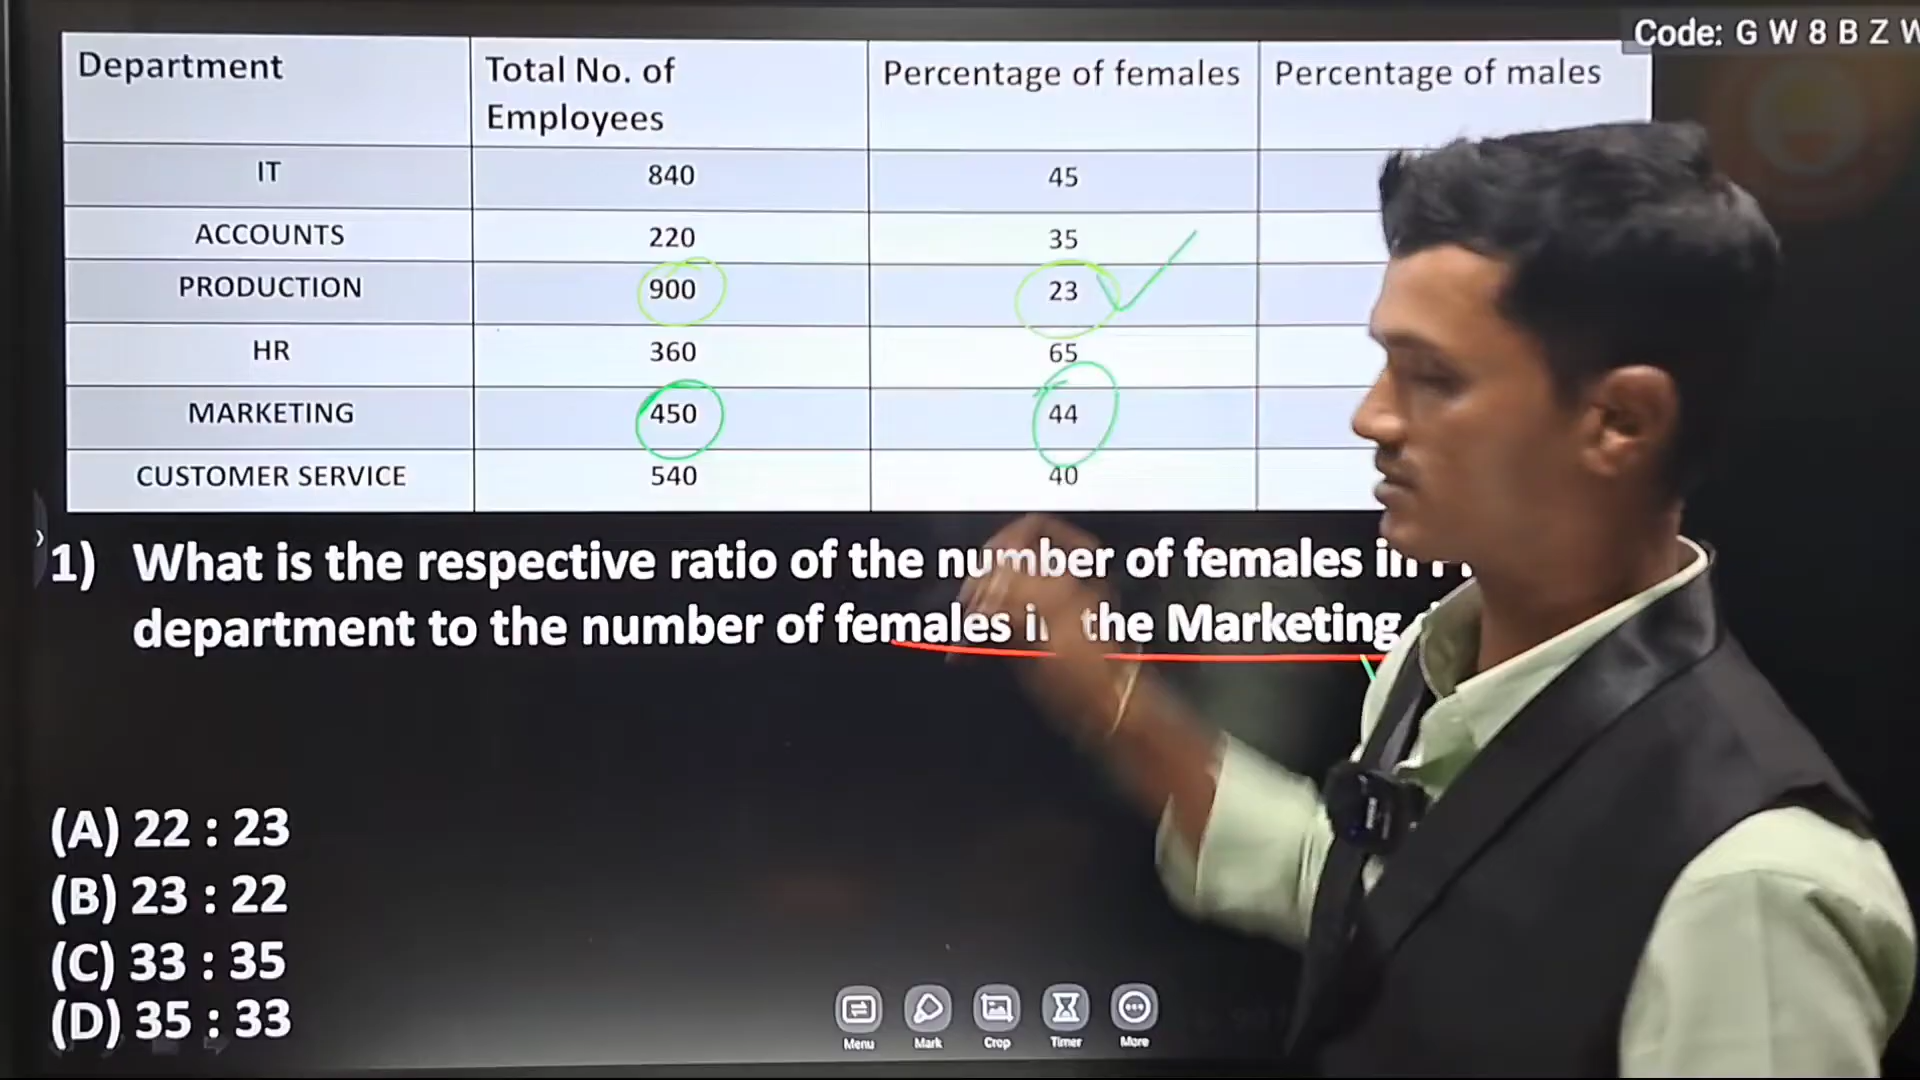 Code: G W 8 B Z W
Department Total No. of Employees Percentage of females Percentage of males
IT 840 45
ACCOUNTS 220 35
PRODUCTION 900 23
HR 360 65
MARKETING 450 44
CUSTOMER SERVICE 540 40
1) What is the respective ratio of the number of females in
department to the number of females the Marketing
(A) 22 : 23
(B) 23 : 22
(C) 33 : 35
(D) 35 : 33
Menu Mark Crop Timer More